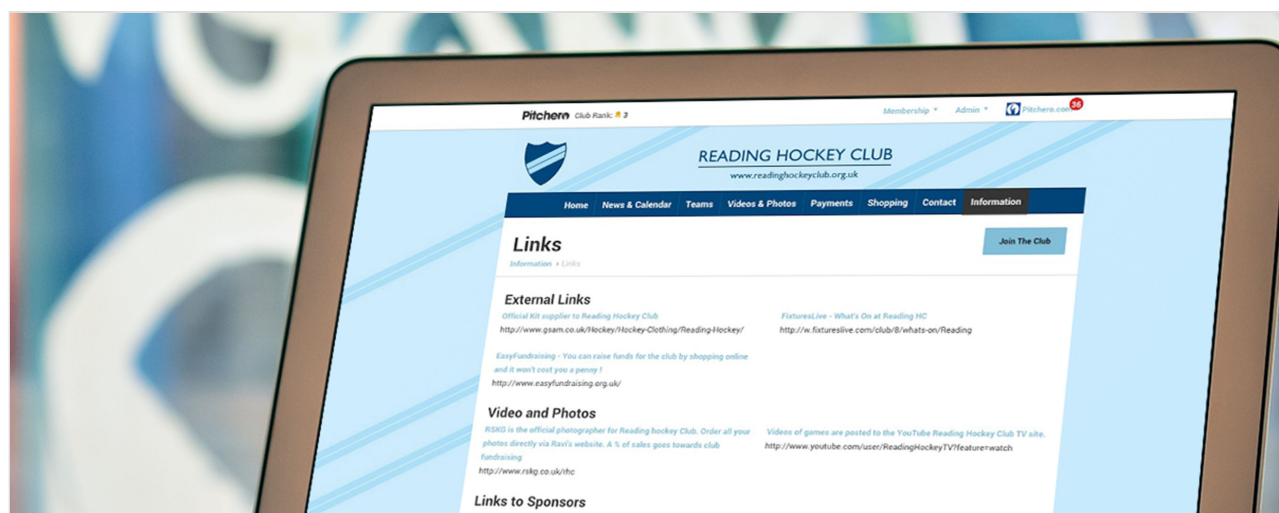 Pitchero Club Rank: 3
Membership Admin Pitchero.com 36
READING HOCKEY CLUB
www.readinghockeyclub.org.uk
Home News & Calendar Teams Videos & Photos Payments Shopping Contact Information
Links
Join The Club
Information › Links
External Links
Official Kit supplier to Reading Hockey Club
http://www.gsam.co.uk/Hockey/Hockey-Clothing/Reading-Hockey/
FixturesLive - What's On at Reading HC
http://w.fixtureslive.com/club/8/whats-on/Reading
EasyFundraising - You can raise funds for the club by shopping online
and it won't cost you a penny !
http://www.easyfundraising.org.uk/
Video and Photos
RSKG is the official photographer for Reading hockey Club. Order all your
photos directly via Ravi's website. A % of sales goes towards club
fundraising
http://www.rskg.co.uk/rhc
Videos of games are posted to the YouTube Reading Hockey Club TV site.
http://www.youtube.com/user/ReadingHockeyTV?feature=watch
Links to Sponsors